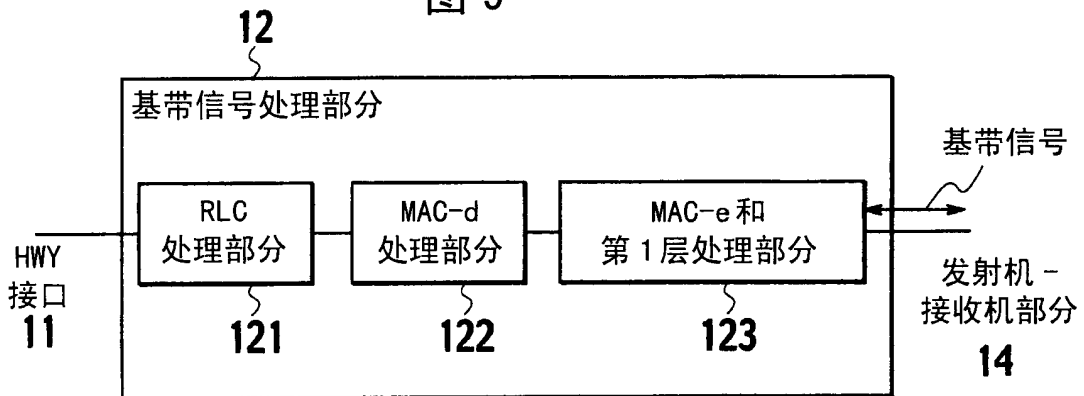 图 9
12
基带信号处理部分
基带信号
RLC
处理部分
MAC-d
处理部分
MAC-e和
第1层处理部分
HWY
接口
11
121
122
123
发射机-
接收机部分
14